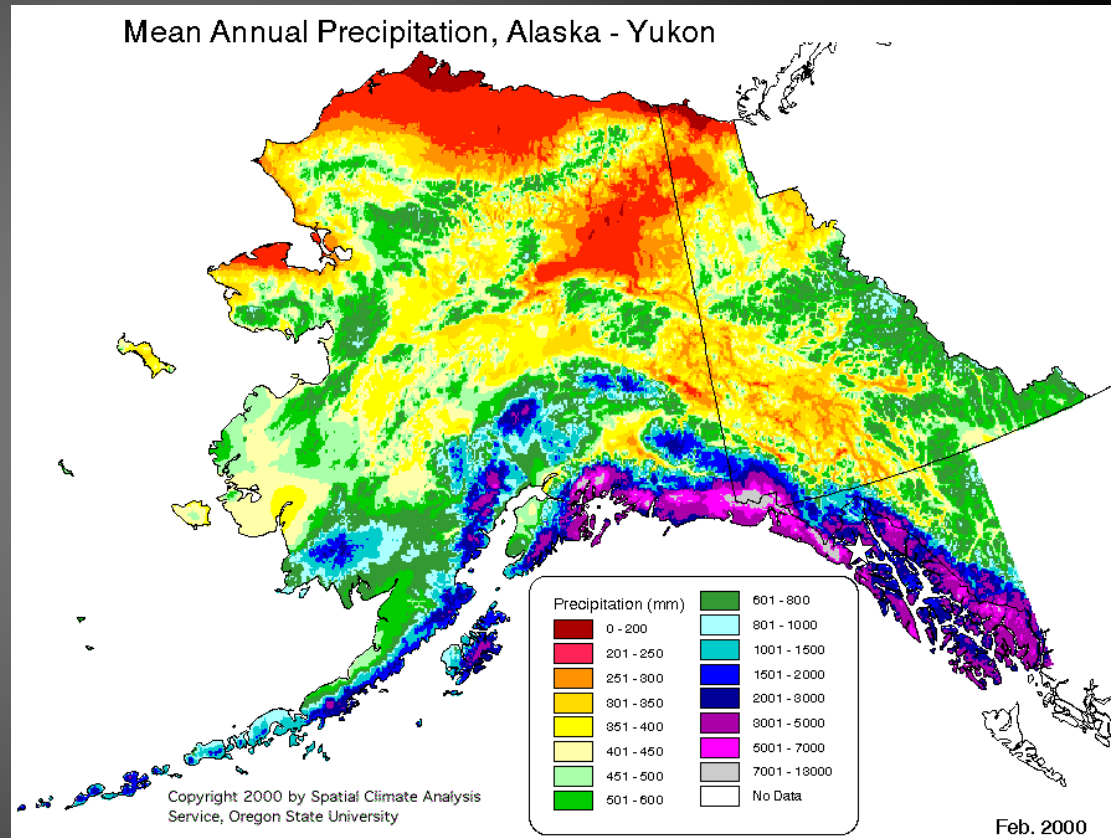 Mean Annual Precipitation, Alaska - Yukon
Precipitation (mm)
0 - 200
201 - 250
251 - 300
301 - 350
351 - 400
401 - 450
451 - 500
501 - 600
601 - 800
801 - 1000
1001 - 1500
1501 - 2000
2001 - 3000
3001 - 5000
5001 - 7000
7001 - 13000
No Data
Copyright 2000 by Spatial Climate Analysis
Service, Oregon State University
Feb. 2000